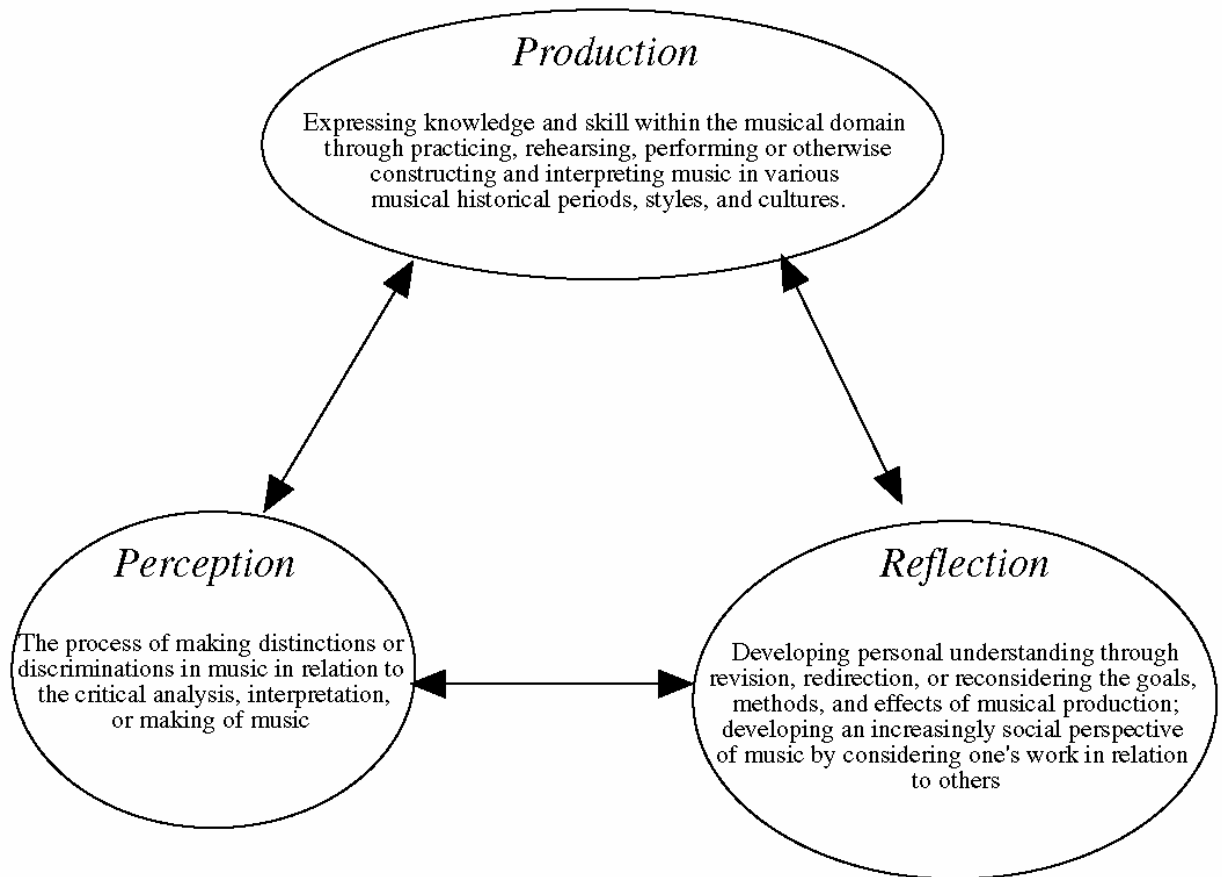 Production
Expressing knowledge and skill within the musical domain
through practicing, rehearsing, performing or otherwise
constructing and interpreting music in various
musical historical periods, styles, and cultures.
Perception
The process of making distinctions or
discriminations in music in relation to
the critical analysis, interpretation,
or making of music
Reflection
Developing personal understanding through
revision, redirection, or reconsidering the goals,
methods, and effects of musical production;
developing an increasingly social perspective
of music by considering one's work in relation
to others